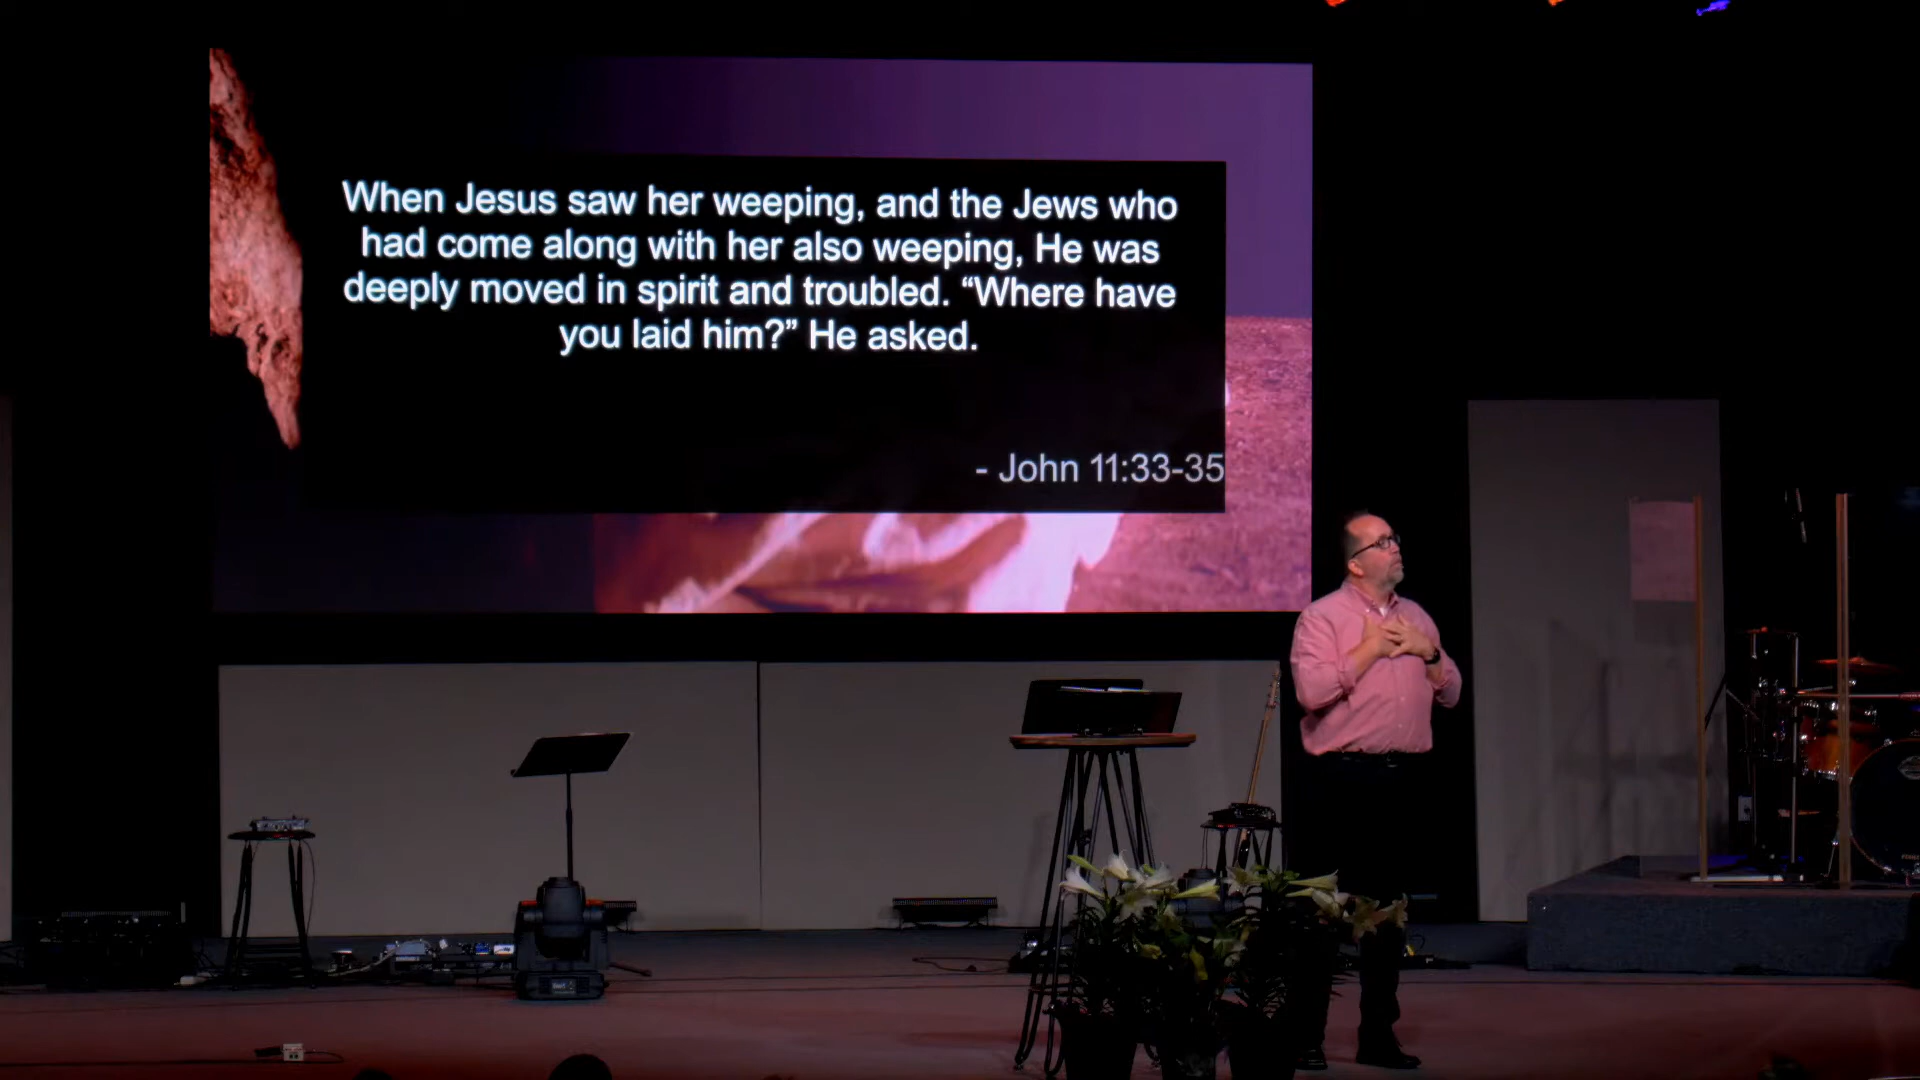 When Jesus saw her weeping, and the Jews who
had come along with her also weeping, He was
deeply moved in spirit and troubled. “Where have
you laid him?” He asked.
- John 11:33-35